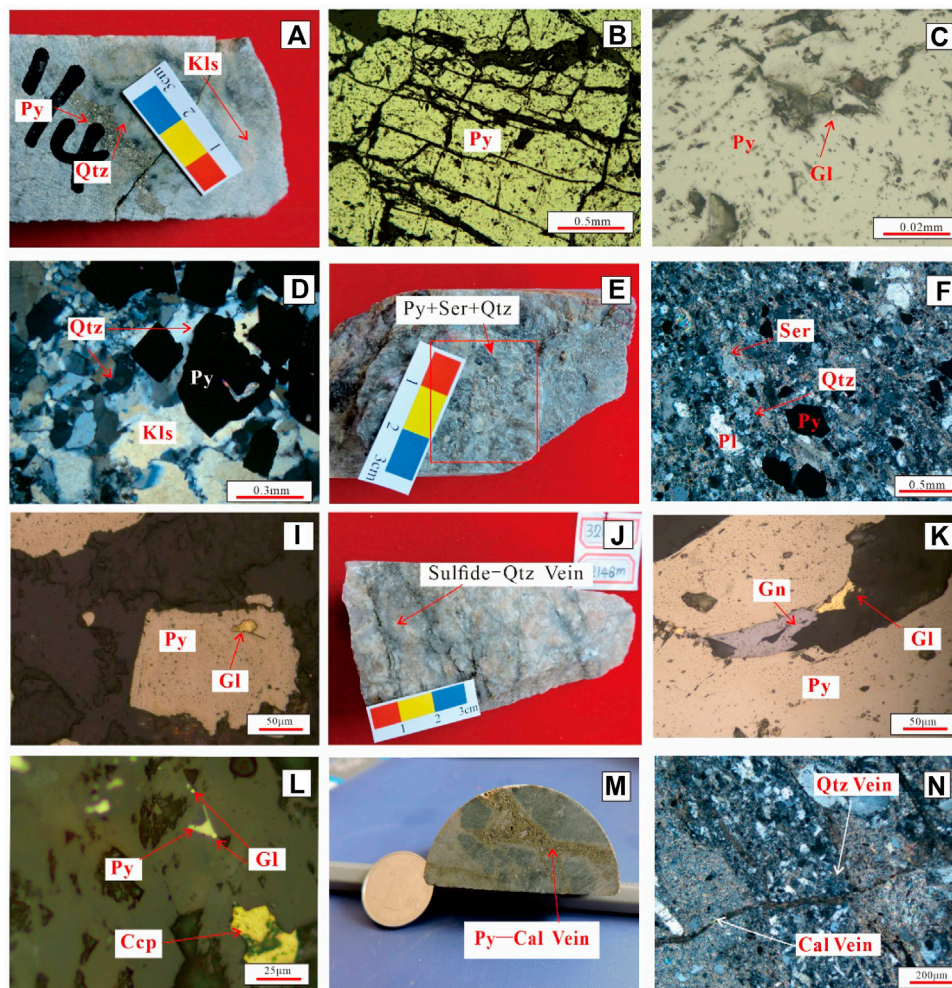 A
Kls
Py
Qtz
3cm
2
1
B
Py
0.5mm
C
Py
Gl
0.02mm
D
Qtz
Py
Kls
0.3mm
E
Py+Ser+Qtz
1
2
3cm
F
Ser
Qtz
Pl
Py
0.5mm
I
Py
Gl
50μm
J
32
2148m
Sulfide-Qtz Vein
1
2
3cm
K
Gn
Gl
Py
50μm
L
Gl
Py
Ccp
25μm
M
Py—Cal Vein
N
Qtz Vein
Cal Vein
200μm